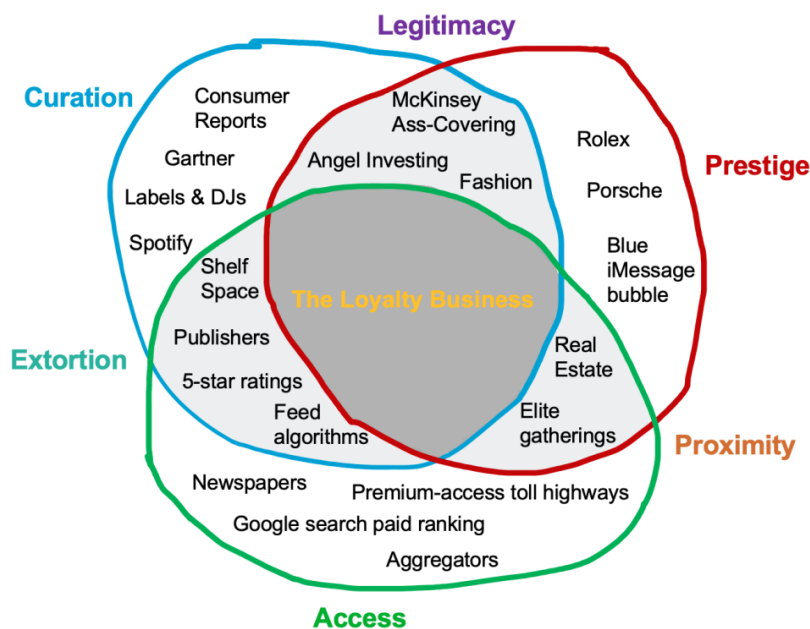 Legitimacy
Curation
Consumer
Reports
McKinsey
Ass-Covering
Rolex
Gartner
Angel Investing
Prestige
Fashion
Labels & DJs
Porsche
Spotify
Blue
iMessage
bubble
Shelf
Space
The Loyalty Business
Publishers
Real
Estate
Extortion
5-star ratings
Feed
algorithms
Elite
gatherings
Proximity
Newspapers
Premium-access toll highways
Google search paid ranking
Aggregators
Access